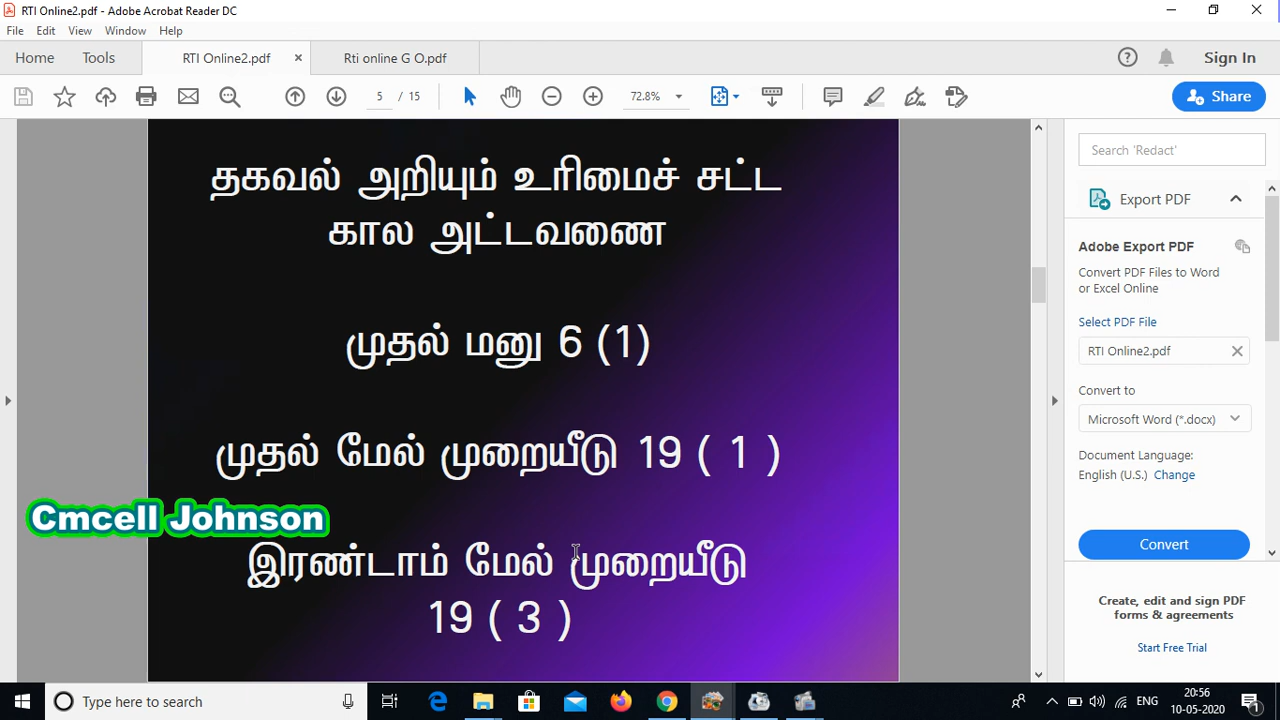 RTI Online2.pdf - Adobe Acrobat Reader DC
File Edit View Window Help
Home Tools RTI Online2.pdf × Rti online G O.pdf Sign In
5 / 15 72.8% Share
தகவல் அறியும் உரிமைச் சட்ட
கால அட்டவணை
முதல் மனு 6 (1)
முதல் மேல் முறையீடு 19 ( 1 )
Cmcell Johnson
இரண்டாம் மேல் முறையீடு
19 ( 3 )
Search 'Redact'
Export PDF
Adobe Export PDF
Convert PDF Files to Word
or Excel Online
Select PDF File
RTI Online2.pdf
Convert to
Microsoft Word (*.docx)
Document Language:
English (U.S.) Change
Convert
Create, edit and sign PDF
forms & agreements
Start Free Trial
Type here to search
ENG
20:56
10-05-2020
1